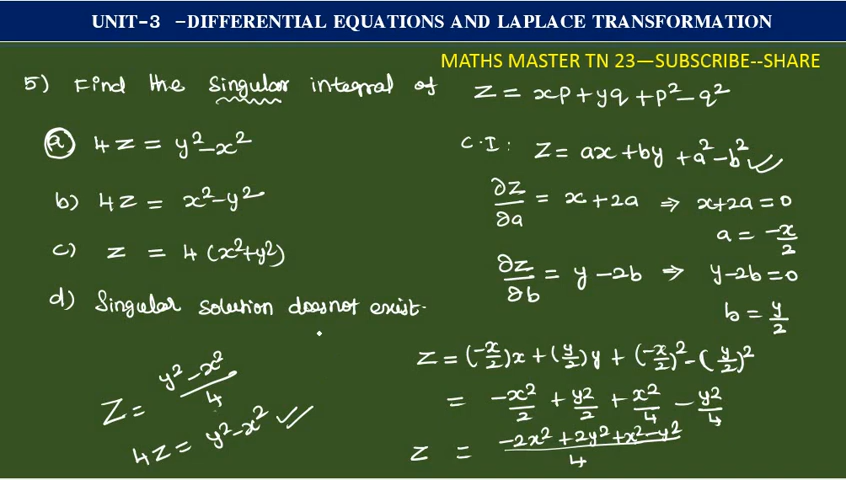 UNIT-3 –DIFFERENTIAL EQUATIONS AND LAPLACE TRANSFORMATION
MATHS MASTER TN 23—SUBSCRIBE--SHARE
5) Find the singular integral of z = xp+yq+p²-q²
a) 4z = y²-x²
b) 4z = x²-y²
c) z = 4(x²+y²)
d) Singular solution does not exist.
C.I: z = ax+by+a²-b²
∂z/∂a = x+2a ⇒ x+2a=0
a = -x/2
∂z/∂b = y-2b ⇒ y-2b=0
b = y/2
z = (-x/2)x+(y/2)y+(-x/2)²-(y/2)²
= -x²/2 + y²/2 + x²/4 - y²/4
z = (-2x²+2y²+x²-y²)/4
z = (y²-x²)/4
4z = y²-x²